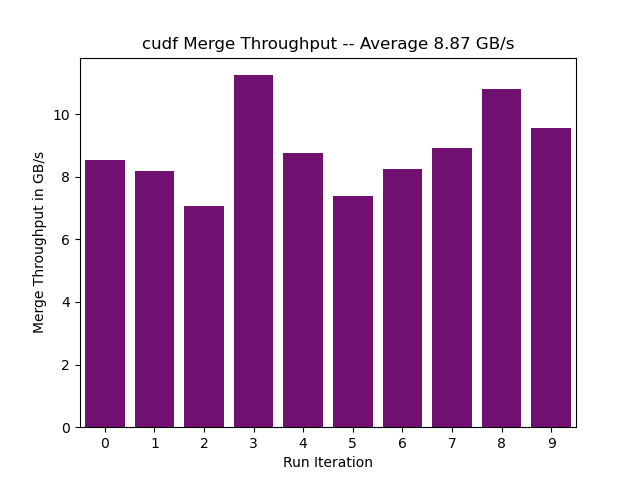 cudf Merge Throughput -- Average 8.87 GB/s
Merge Throughput in GB/s
10
8
6
4
2
0
0 1 2 3 4 5 6 7 8 9
Run Iteration